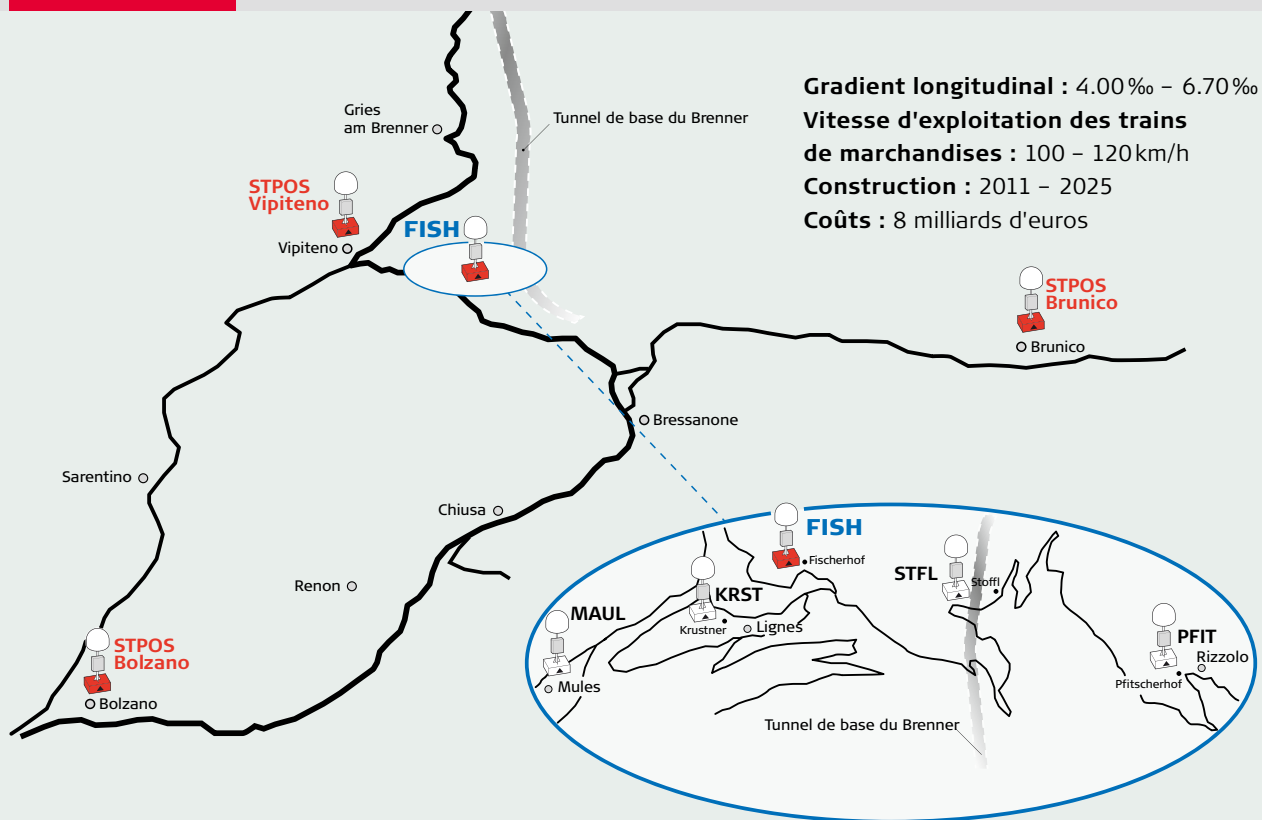 Gradient longitudinal : 4.00‰ – 6.70‰
Vitesse d'exploitation des trains
de marchandises : 100 – 120 km/h
Construction : 2011 – 2025
Coûts : 8 milliards d'euros
Gries
am Brenner
Tunnel de base du Brenner
STPOS
Vipiteno
Vipiteno
FISH
STPOS
Brunico
Brunico
Bressanone
Sarentino
Chiusa
Renon
STPOS
Bolzano
Bolzano
FISH
Fischerhof
STFL
Stoffl
KRST
Krustner
Lignes
MAUL
Mules
PFIT
Rizzolo
Pfitscherhof
Tunnel de base du Brenner